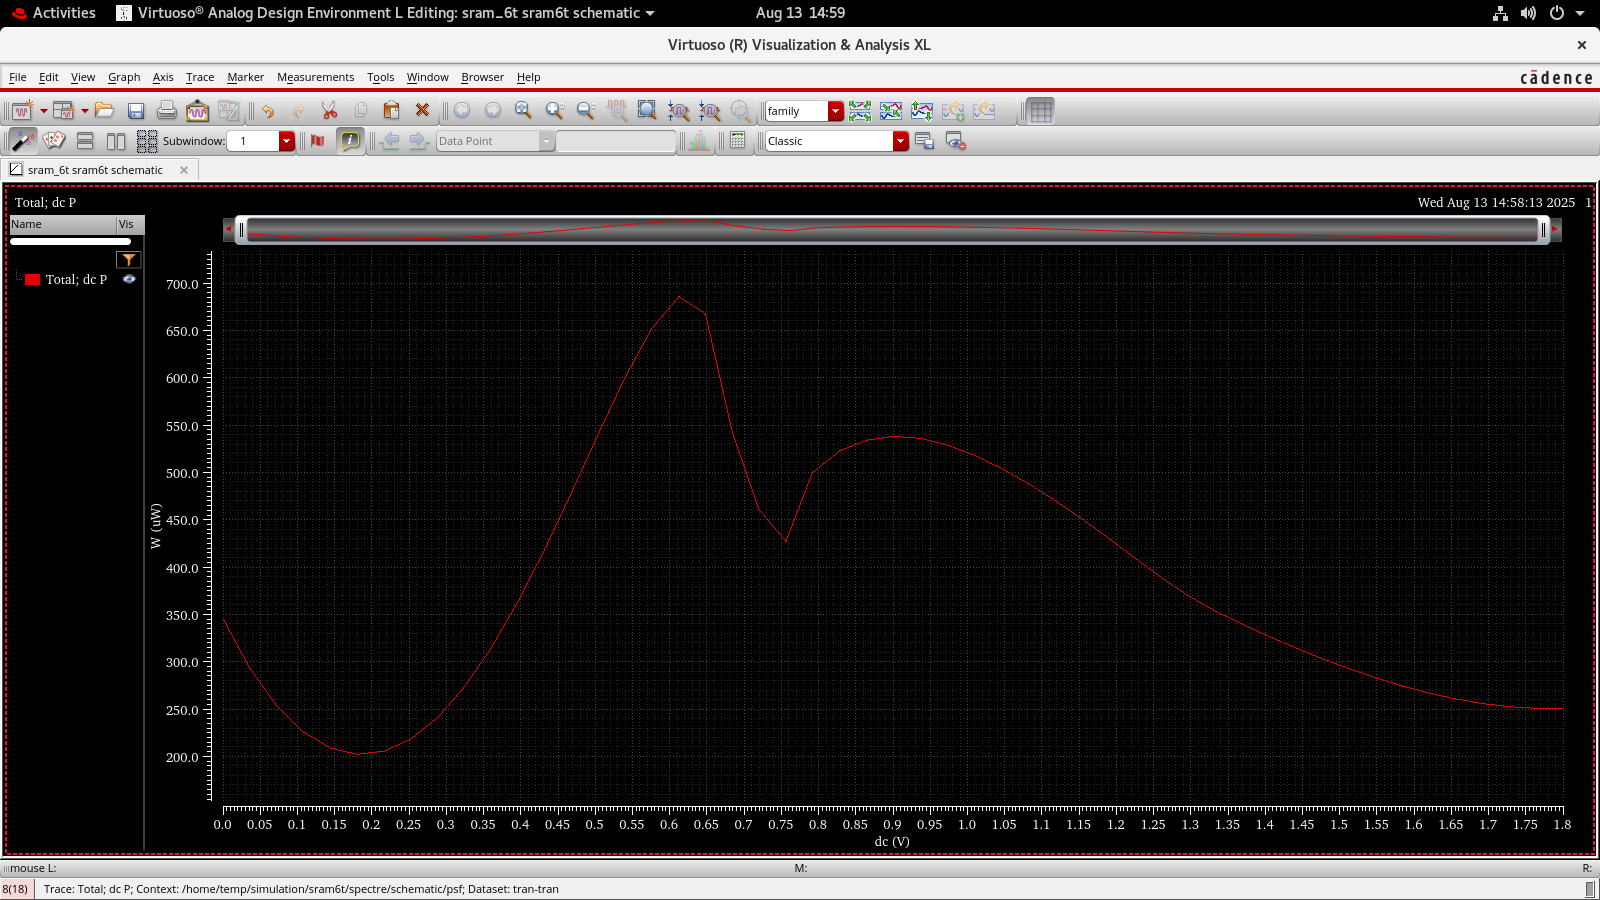 Activities
Virtuoso® Analog Design Environment L Editing: sram_6t sram6t schematic
Aug 13 14:59
Virtuoso (R) Visualization & Analysis XL
File Edit View Graph Axis Trace Marker Measurements Tools Window Browser Help
cādence
family
Subwindow: 1
Data Point
Classic
sram_6t sram6t schematic
Total; dc P
Wed Aug 13 14:58:13 2025 1
Name Vis
Total; dc P
W (uW)
700.0
650.0
600.0
550.0
500.0
450.0
400.0
350.0
300.0
250.0
200.0
0.0 0.05 0.1 0.15 0.2 0.25 0.3 0.35 0.4 0.45 0.5 0.55 0.6 0.65 0.7 0.75 0.8 0.85 0.9 0.95 1.0 1.05 1.1 1.15 1.2 1.25 1.3 1.35 1.4 1.45 1.5 1.55 1.6 1.65 1.7 1.75 1.8
dc (V)
mouse L: M: R:
8(18) Trace: Total; dc P; Context: /home/temp/simulation/sram6t/spectre/schematic/psf; Dataset: tran-tran